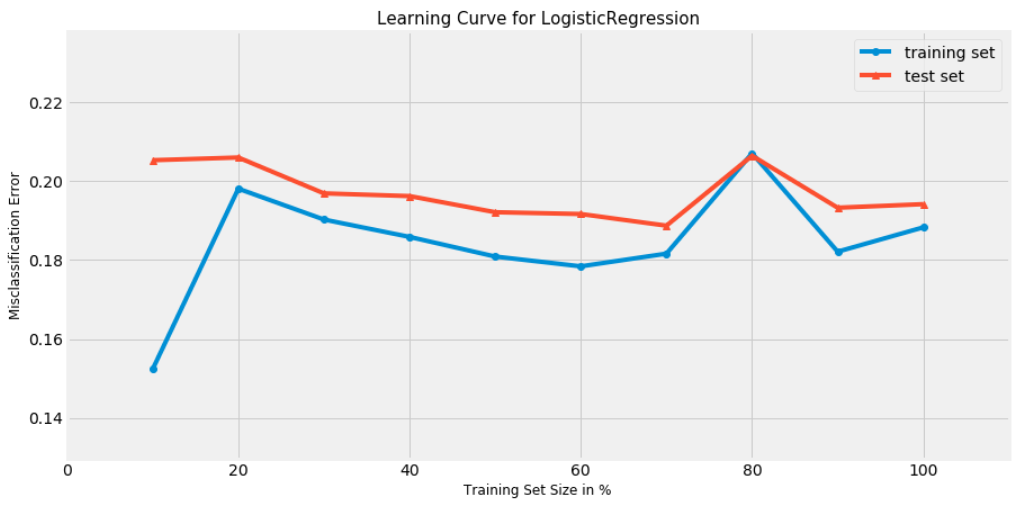 Learning Curve for LogisticRegression
training set
test set
Misclassification Error
0.22
0.20
0.18
0.16
0.14
0 20 40 60 80 100
Training Set Size in %